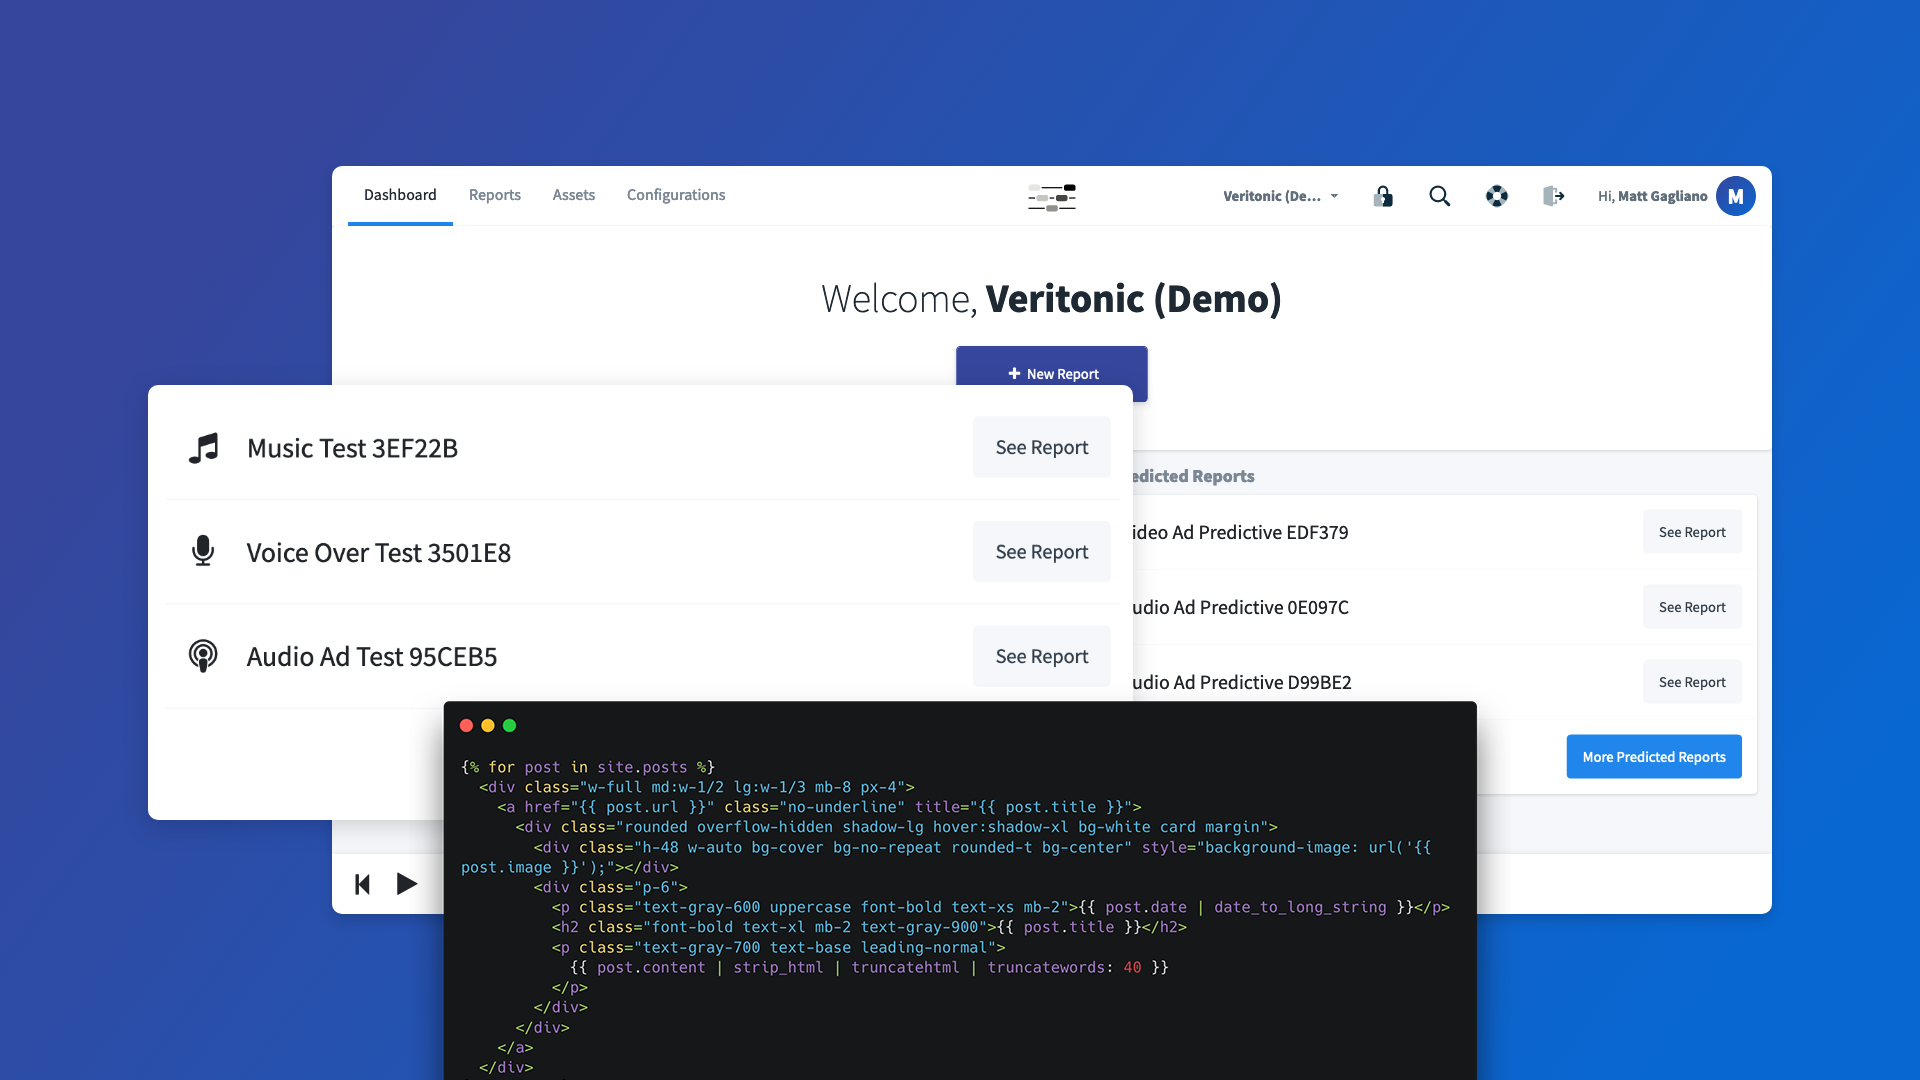 Dashboard
Reports
Assets
Configurations
Veritonic (De...
Hi, Matt Gagliano
M
Welcome, Veritonic (Demo)
+ New Report
Music Test 3EF22B
See Report
Voice Over Test 3501E8
See Report
Audio Ad Test 95CEB5
See Report
edicted Reports
ideo Ad Predictive EDF379
See Report
udio Ad Predictive 0E097C
See Report
udio Ad Predictive D99BE2
See Report
More Predicted Reports
{% for post in site.posts %}
<div class="w-full md:w-1/2 lg:w-1/3 mb-8 px-4">
<a href="{{ post.url }}" class="no-underline" title="{{ post.title }}">
<div class="rounded overflow-hidden shadow-lg hover:shadow-xl bg-white card margin">
<div class="h-48 w-auto bg-cover bg-no-repeat rounded-t bg-center" style="background-image: url('{{
post.image }}');"></div>
<div class="p-6">
<p class="text-gray-600 uppercase font-bold text-xs mb-2">{{ post.date | date_to_long_string }}</p>
<h2 class="font-bold text-xl mb-2 text-gray-900">{{ post.title }}</h2>
<p class="text-gray-700 text-base leading-normal">
{{ post.content | strip_html | truncatehtml | truncatewords: 40 }}
</p>
</div>
</div>
</a>
</div>